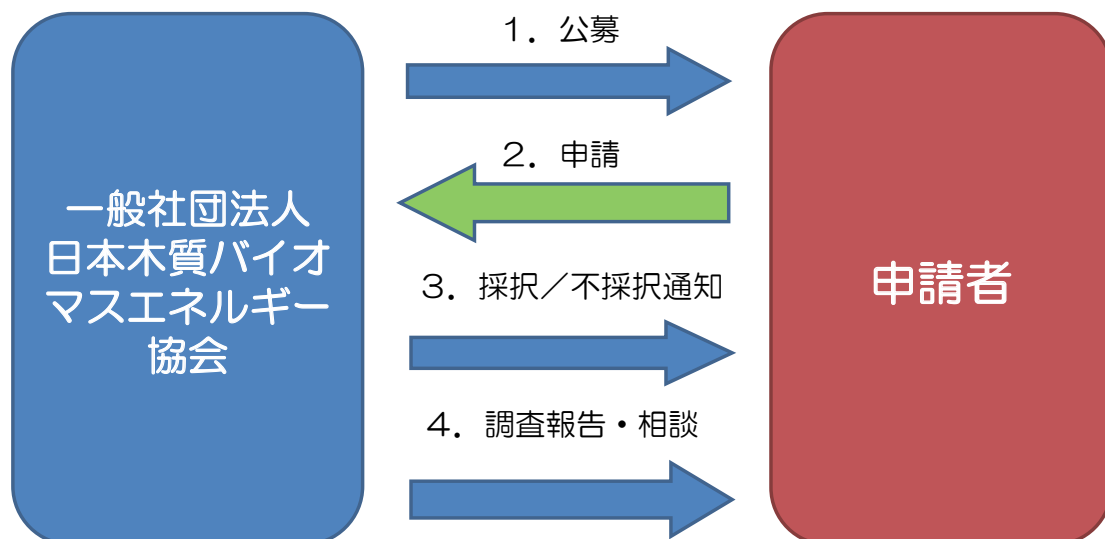 一般社団法人
日本木質バイオ
マスエネルギー
協会
1．公募
2．申請
3．採択／不採択通知
4．調査報告・相談
申請者